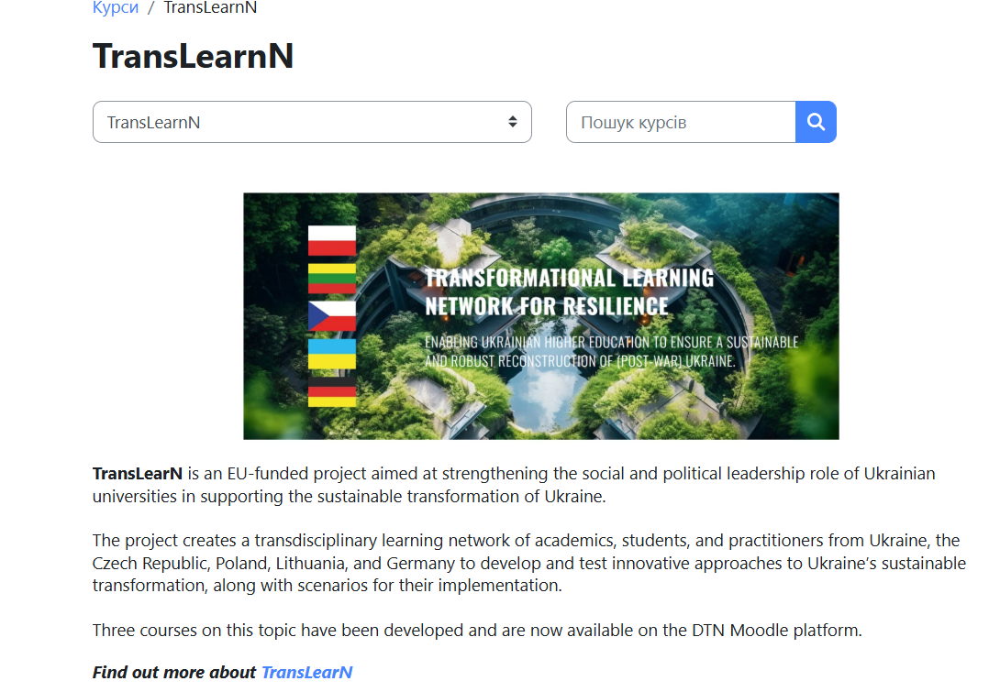 Курси / TransLearnN
TransLearnN
TransLearnN
Пошук курсів
TRANSFORMATIONAL LEARNING
NETWORK FOR RESILIENCE
ENABLING UKRAINIAN HIGHER EDUCATION TO ENSURE A SUSTAINABLE
AND ROBUST RECONSTRUCTION OF (POST-WAR) UKRAINE.
TransLearN is an EU-funded project aimed at strengthening the social and political leadership role of Ukrainian
universities in supporting the sustainable transformation of Ukraine.
The project creates a transdisciplinary learning network of academics, students, and practitioners from Ukraine, the
Czech Republic, Poland, Lithuania, and Germany to develop and test innovative approaches to Ukraine’s sustainable
transformation, along with scenarios for their implementation.
Three courses on this topic have been developed and are now available on the DTN Moodle platform.
Find out more about TransLearN